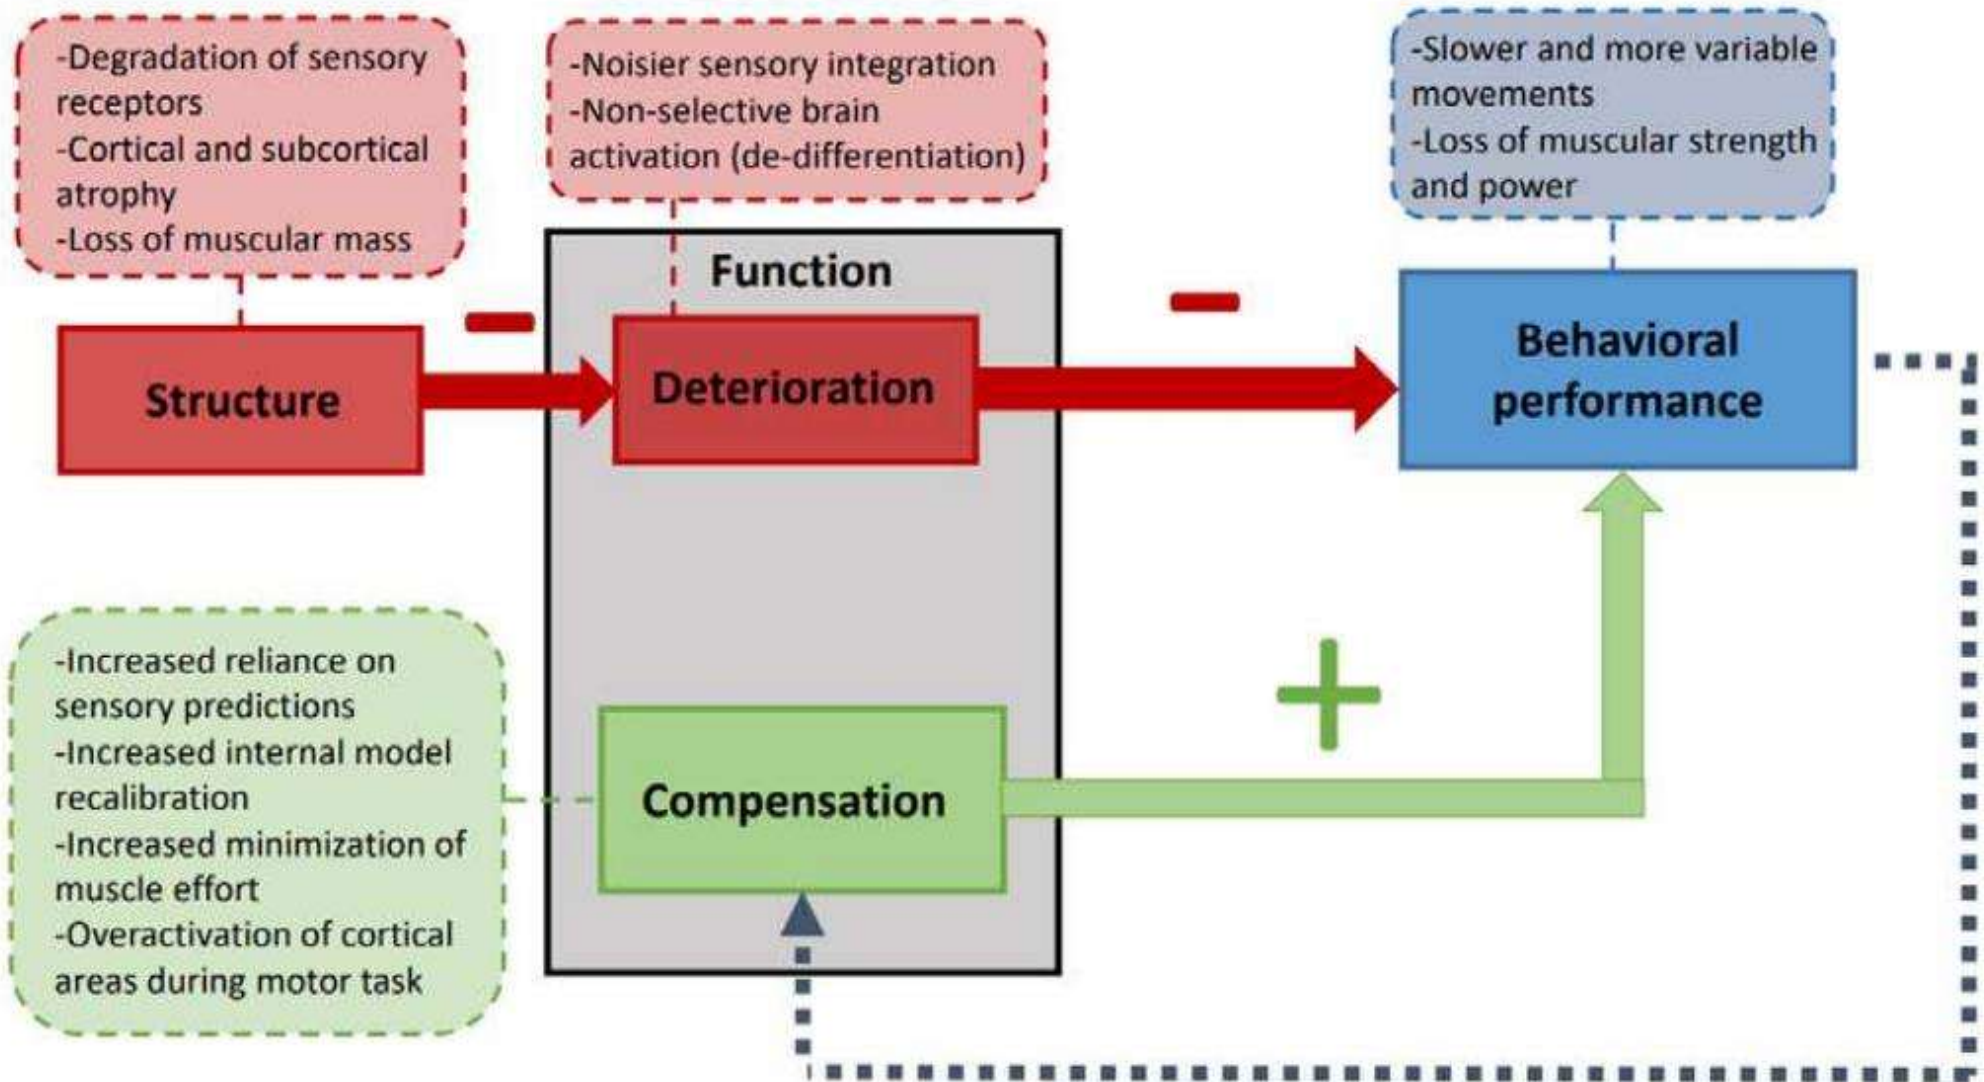 -Degradation of sensory
receptors
-Cortical and subcortical
atrophy
-Loss of muscular mass
-Noisier sensory integration
-Non-selective brain
activation (de-differentiation)
-Slower and more variable
movements
-Loss of muscular strength
and power
Function
Structure
Deterioration
Behavioral
performance
-Increased reliance on
sensory predictions
-Increased internal model
recalibration
-Increased minimization of
muscle effort
-Overactivation of cortical
areas during motor task
Compensation